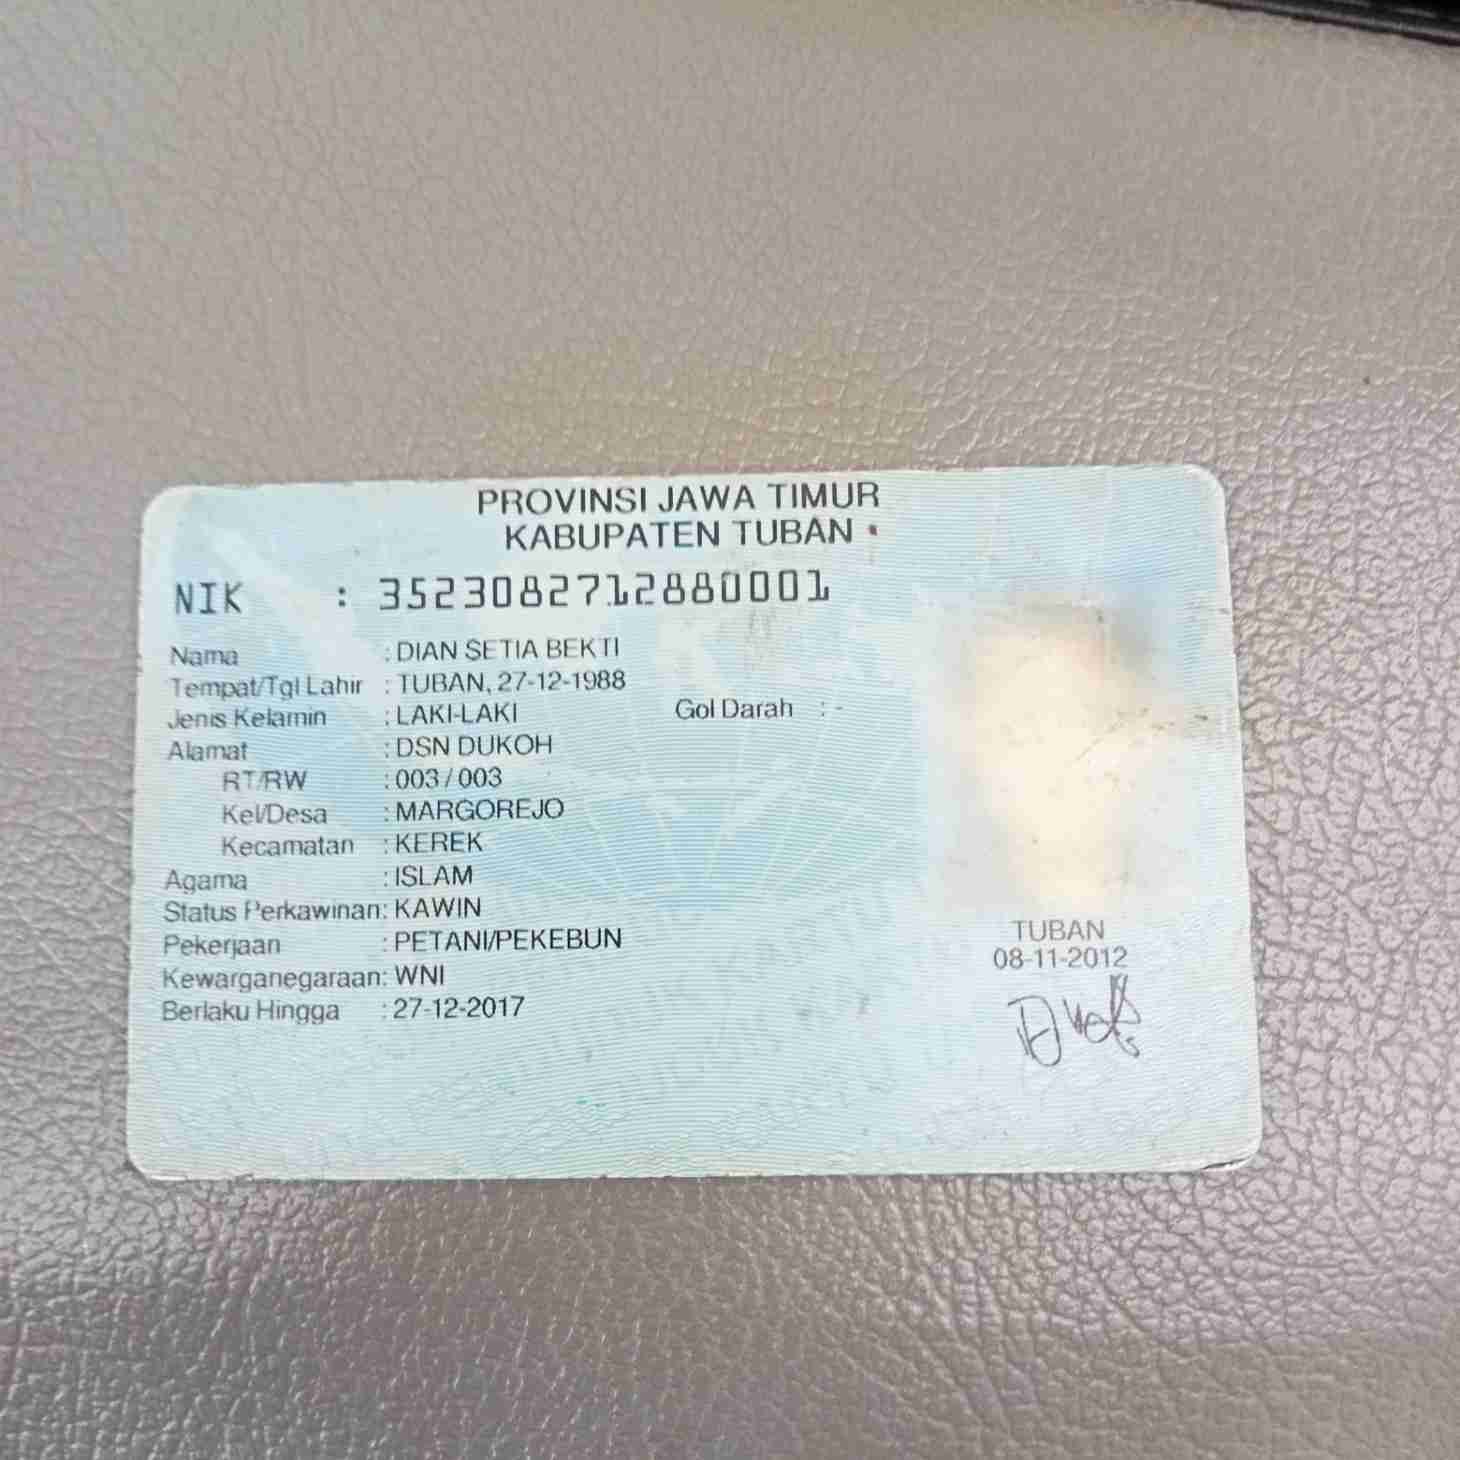 PROVINSI JAWA TIMUR
KABUPATEN TUBAN
NIK : 3523082712880001
Nama : DIAN SETIA BEKTI
Tempat/Tgl Lahir : TUBAN, 27-12-1988
Jenis Kelamin : LAKI-LAKI Gol Darah : -
Alamat : DSN DUKOH
RT/RW : 003 / 003
Kel/Desa : MARGOREJO
Kecamatan : KEREK
Agama : ISLAM
Status Perkawinan: KAWIN
Pekerjaan : PETANI/PEKEBUN
Kewarganegaraan: WNI
Berlaku Hingga : 27-12-2017
TUBAN
08-11-2012